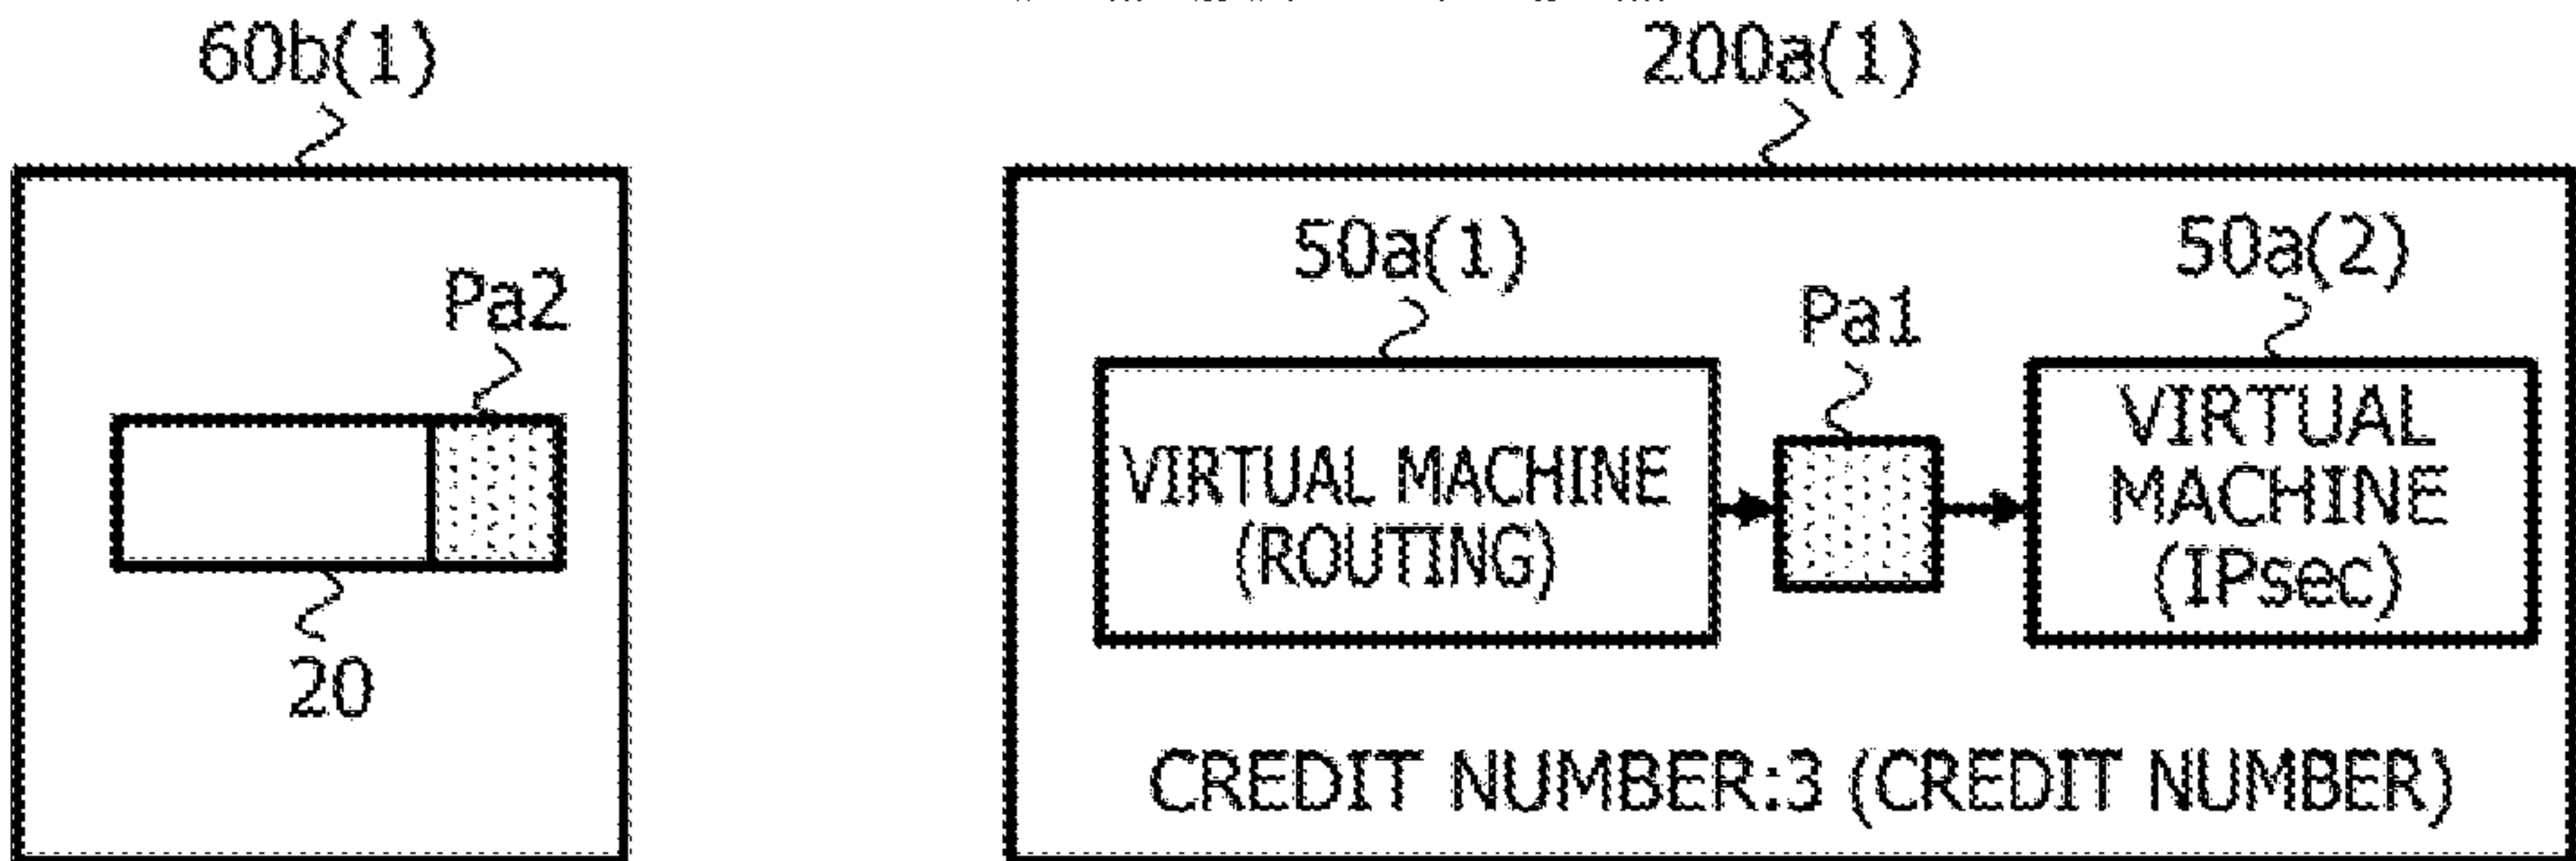 60b(1)
200a(1)
50a(1)
50a(2)
Pa2
Pa1
VIRTUAL MACHINE
(ROUTING)
VIRTUAL
MACHINE
(IPsec)
20
CREDIT NUMBER:3 (CREDIT NUMBER)